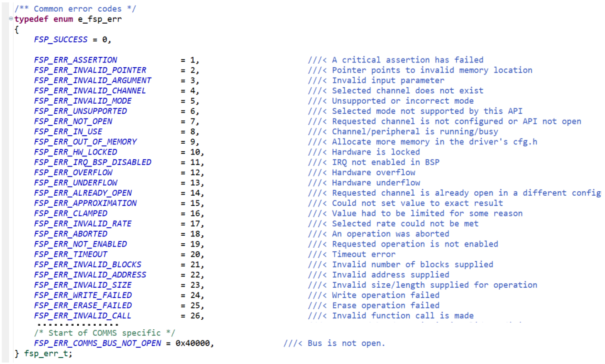 /** Common error codes */
typedef enum e_fsp_err
{
FSP_SUCCESS = 0,
FSP_ERR_ASSERTION = 1, ///< A critical assertion has failed
FSP_ERR_INVALID_POINTER = 2, ///< Pointer points to invalid memory location
FSP_ERR_INVALID_ARGUMENT = 3, ///< Invalid input parameter
FSP_ERR_INVALID_CHANNEL = 4, ///< Selected channel does not exist
FSP_ERR_INVALID_MODE = 5, ///< Unsupported or incorrect mode
FSP_ERR_UNSUPPORTED = 6, ///< Selected mode not supported by this API
FSP_ERR_NOT_OPEN = 7, ///< Requested channel is not configured or API not open
FSP_ERR_IN_USE = 8, ///< Channel/peripheral is running/busy
FSP_ERR_OUT_OF_MEMORY = 9, ///< Allocate more memory in the driver's cfg.h
FSP_ERR_HW_LOCKED = 10, ///< Hardware is locked
FSP_ERR_IRQ_BSP_DISABLED = 11, ///< IRQ not enabled in BSP
FSP_ERR_OVERFLOW = 12, ///< Hardware overflow
FSP_ERR_UNDERFLOW = 13, ///< Hardware underflow
FSP_ERR_ALREADY_OPEN = 14, ///< Requested channel is already open in a different config
FSP_ERR_APPROXIMATION = 15, ///< Could not set value to exact result
FSP_ERR_CLAMPED = 16, ///< Value had to be limited for some reason
FSP_ERR_INVALID_RATE = 17, ///< Selected rate could not be met
FSP_ERR_ABORTED = 18, ///< An operation was aborted
FSP_ERR_NOT_ENABLED = 19, ///< Requested operation is not enabled
FSP_ERR_TIMEOUT = 20, ///< Timeout error
FSP_ERR_INVALID_BLOCKS = 21, ///< Invalid number of blocks supplied
FSP_ERR_INVALID_ADDRESS = 22, ///< Invalid address supplied
FSP_ERR_INVALID_SIZE = 23, ///< Invalid size/length supplied for operation
FSP_ERR_WRITE_FAILED = 24, ///< Write operation failed
FSP_ERR_ERASE_FAILED = 25, ///< Erase operation failed
FSP_ERR_INVALID_CALL = 26, ///< Invalid function call is made
...............
/* Start of COMMS specific */
FSP_ERR_COMMS_BUS_NOT_OPEN = 0x40000, ///< Bus is not open.
} fsp_err_t;